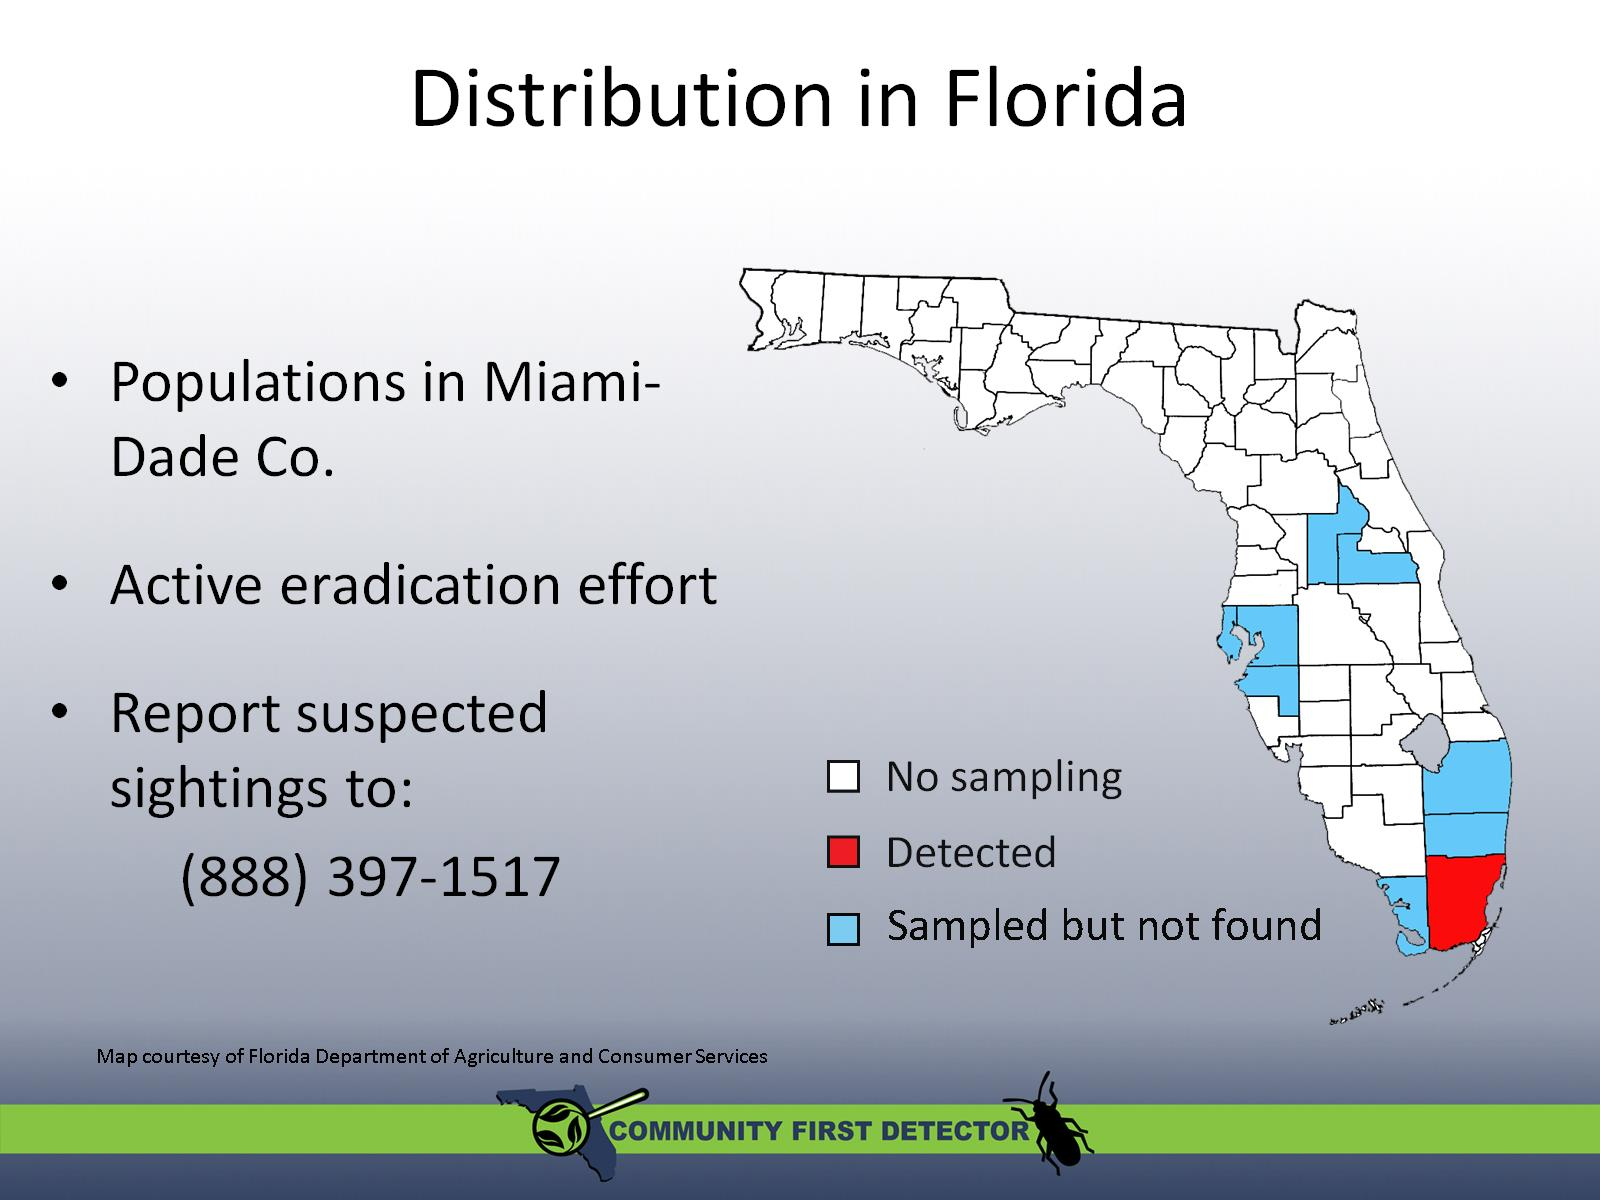 Distribution in Florida
• Populations in Miami-
Dade Co.
• Active eradication effort
• Report suspected
sightings to:
(888) 397-1517
No sampling
Detected
Sampled but not found
Map courtesy of Florida Department of Agriculture and Consumer Services
COMMUNITY FIRST DETECTOR